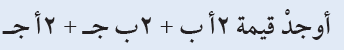 أوجدْ قيمة ٢أ ب + ٢ب جـ + ٢أ جـ